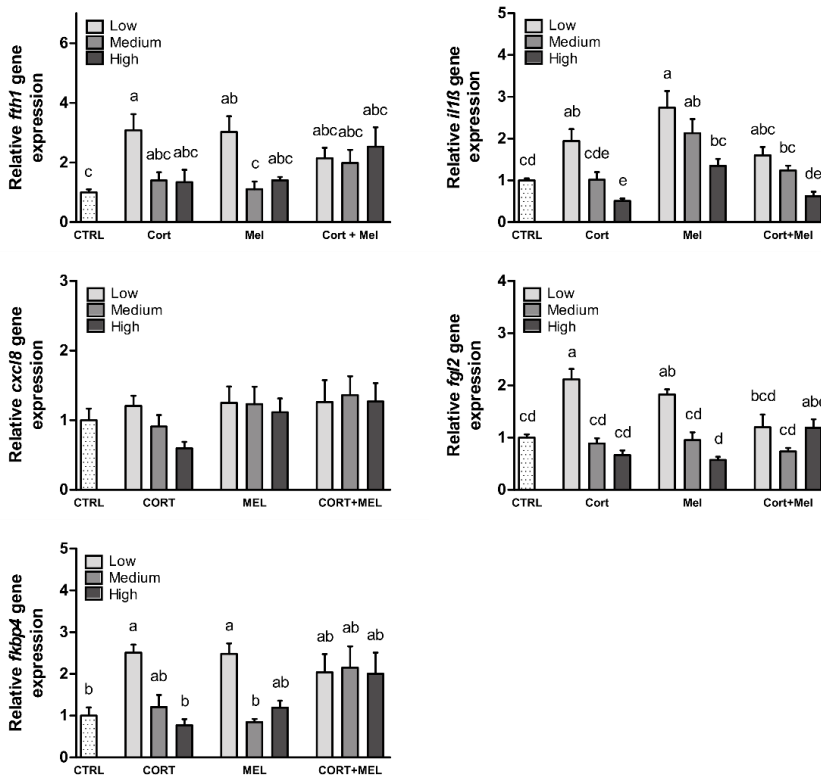 Relative fth1 gene
expression
6
4
2
0
Low
Medium
High
c
a
abc
abc
ab
c
abc
abc
abc
abc
CTRL
Cort
Mel
Cort + Mel
Relative il1ß gene
expression
5
4
3
2
1
0
Low
Medium
High
cd
ab
cde
e
a
ab
bc
abc
bc
de
CTRL
Cort
Mel
Cort+Mel
Relative cxcl8 gene
expression
3
2
1
0
Low
Medium
High
CTRL
CORT
MEL
CORT+MEL
Relative fgl2 gene
expression
4
3
2
1
0
Low
Medium
High
cd
a
cd
cd
ab
cd
d
bcd
cd
abc
CTRL
Cort
Mel
Cort+Mel
Relative fkbp4 gene
expression
5
4
3
2
1
0
Low
Medium
High
b
a
ab
b
a
b
ab
ab
ab
ab
CTRL
CORT
MEL
CORT+MEL